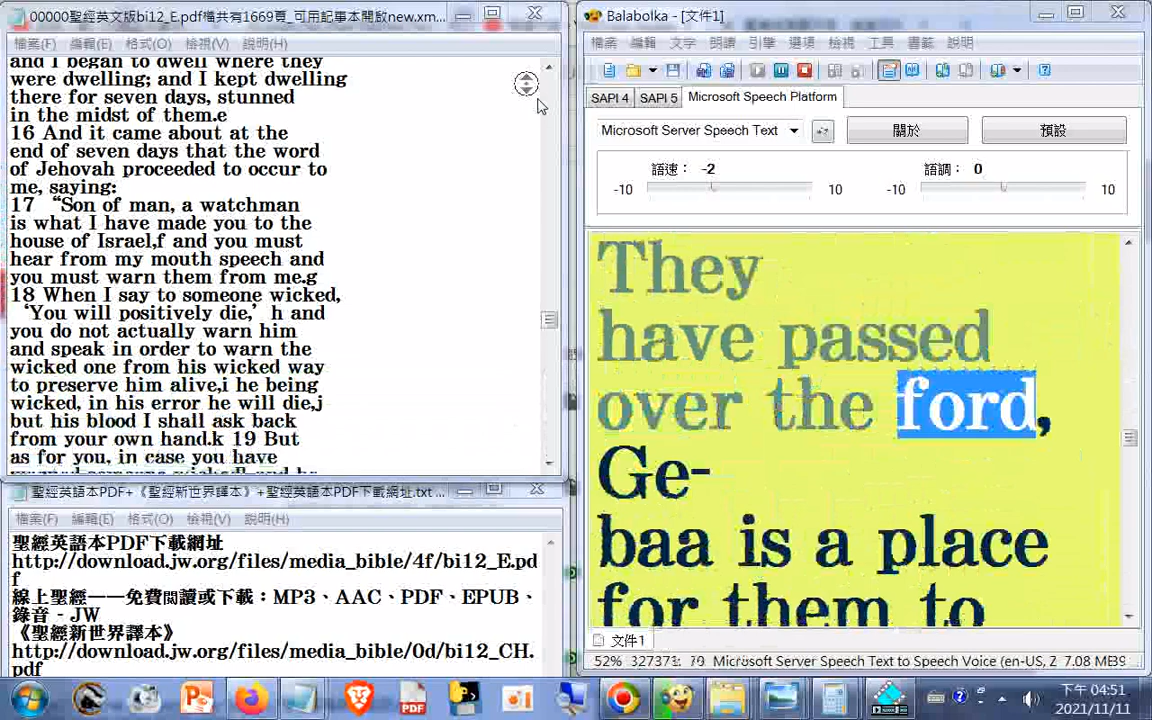 00000聖經英文版bi12_E.pdf檔共有1669頁_可用記事本開啟new.xm...
檔案(F) 編輯(E) 格式(O) 檢視(V) 說明(H)
and I began to dwell where they
were dwelling; and I kept dwelling
there for seven days, stunned
in the midst of them.e
16 And it came about at the
end of seven days that the word
of Jehovah proceeded to occur to
me, saying:
17 “Son of man, a watchman
is what I have made you to the
house of Israel,f and you must
hear from my mouth speech and
you must warn them from me.g
18 When I say to someone wicked,
‘You will positively die,’ h and
you do not actually warn him
and speak in order to warn the
wicked one from his wicked way
to preserve him alive,i he being
wicked, in his error he will die,j
but his blood I shall ask back
from your own hand.k 19 But
as for you, in case you have
聖經英語本PDF+《聖經新世界譯本》+聖經英語本PDF下載網址.txt ...
檔案(F) 編輯(E) 格式(O) 檢視(V) 說明(H)
聖經英語本PDF下載網址
http://download.jw.org/files/media_bible/4f/bi12_E.pd
f
線上聖經——免費閱讀或下載：MP3、AAC、PDF、EPUB、
錄音 - JW
《聖經新世界譯本》
http://download.jw.org/files/media_bible/0d/bi12_CH.
pdf
Balabolka - [文件1]
檔案 編輯 文字 朗讀 引擎 選項 檢視 工具 書籤 說明
SAPI 4 SAPI 5 Microsoft Speech Platform
Microsoft Server Speech Text 關於 預設
語速： -2 語調： 0
-10 10 -10 10
They
have passed
over the ford,
Ge-
baa is a place
for them to
文件1
52% Microsoft Server Speech Text to Speech Voice (en-US, Z 7.08 MB
下午 04:51
2021/11/11